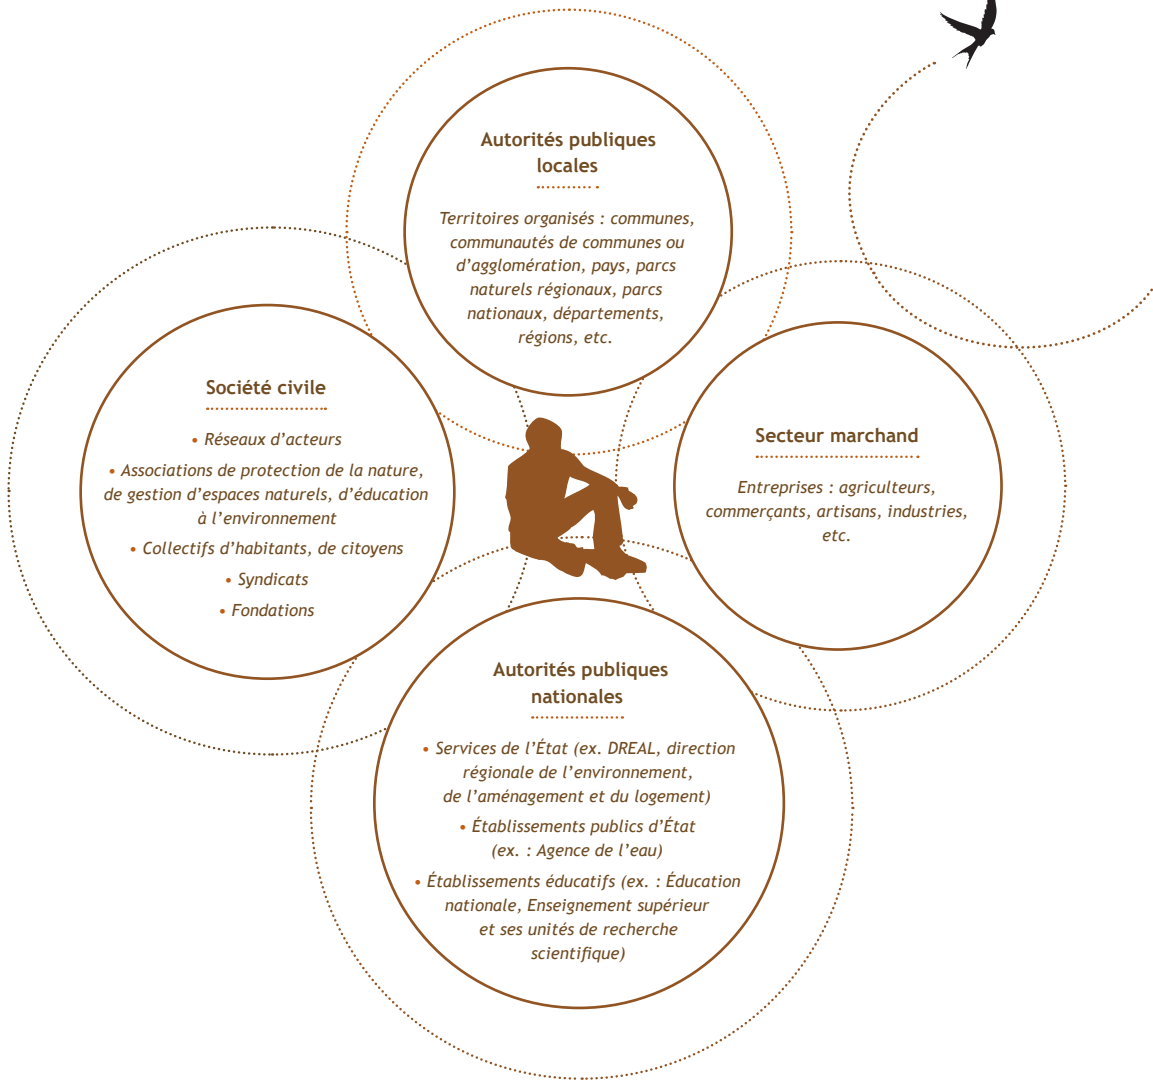 Autorités publiques
locales
Territoires organisés : communes,
communautés de communes ou
d’agglomération, pays, parcs
naturels régionaux, parcs
nationaux, départements,
régions, etc.
Société civile
• Réseaux d’acteurs
• Associations de protection de la nature,
de gestion d’espaces naturels, d’éducation
à l’environnement
• Collectifs d’habitants, de citoyens
• Syndicats
• Fondations
Secteur marchand
Entreprises : agriculteurs,
commerçants, artisans, industries,
etc.
Autorités publiques
nationales
• Services de l’État (ex. DREAL, direction
régionale de l’environnement,
de l’aménagement et du logement)
• Établissements publics d’État
(ex. : Agence de l’eau)
• Établissements éducatifs (ex. : Éducation
nationale, Enseignement supérieur
et ses unités de recherche
scientifique)